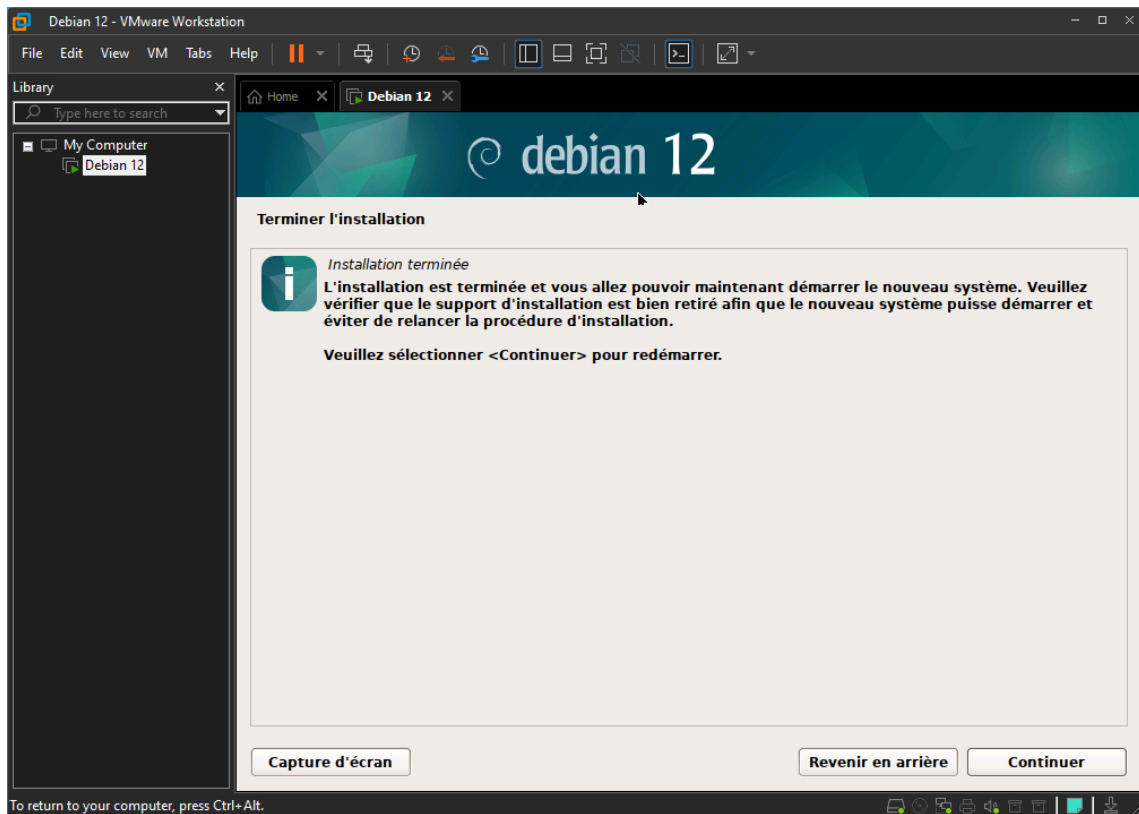 Debian 12 - VMware Workstation
File Edit View VM Tabs Help
Library
Type here to search
My Computer
Debian 12
Home
Debian 12
debian 12
Terminer l'installation
Installation terminée
L'installation est terminée et vous allez pouvoir maintenant démarrer le nouveau système. Veuillez
vérifier que le support d'installation est bien retiré afin que le nouveau système puisse démarrer et
éviter de relancer la procédure d'installation.
Veuillez sélectionner <Continuer> pour redémarrer.
Capture d'écran
Revenir en arrière
Continuer
To return to your computer, press Ctrl+Alt.